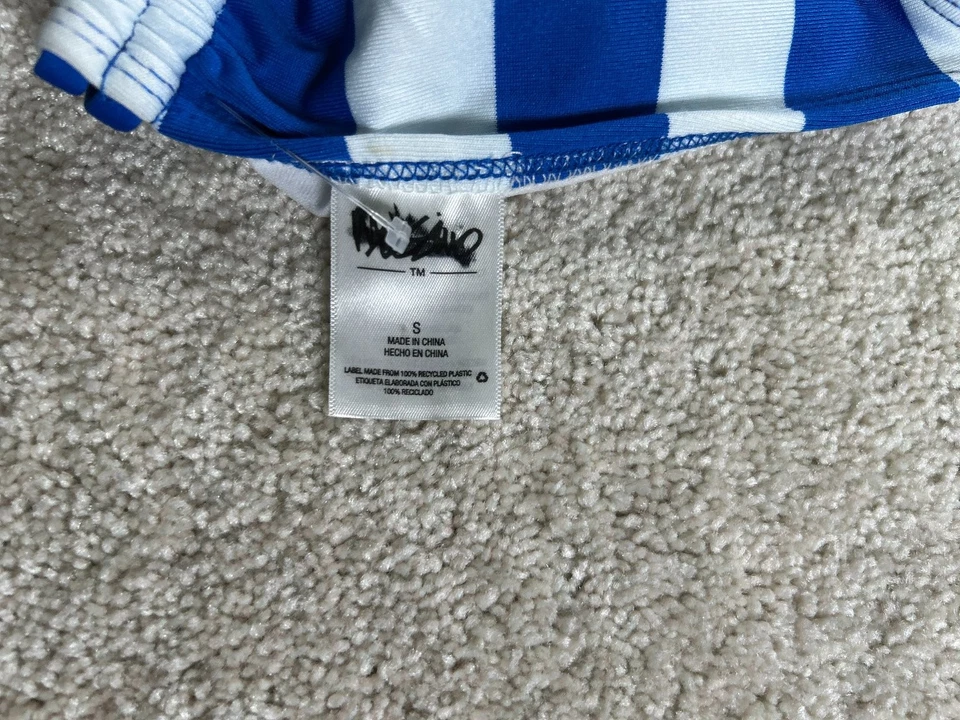 Mossimo
TM
S
MADE IN CHINA
HECHO EN CHINA
LABEL MADE FROM 100% RECYCLED PLASTIC
ETIQUETA ELABORADA CON PLÁSTICO
100% RECICLADO